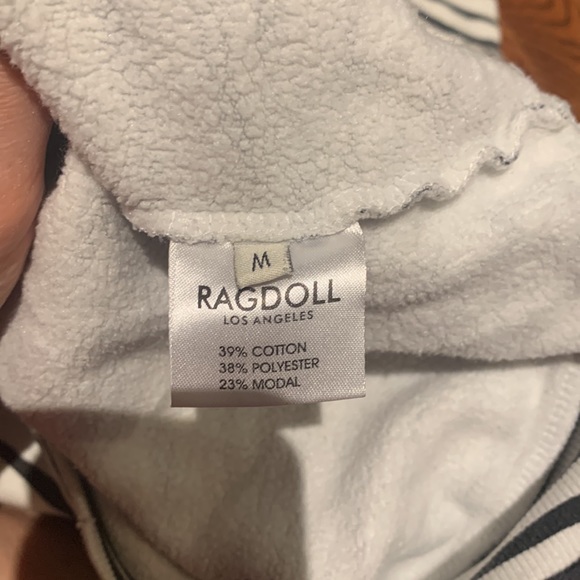 M
RAGDOLL
LOS ANGELES
39% COTTON
38% POLYESTER
23% MODAL